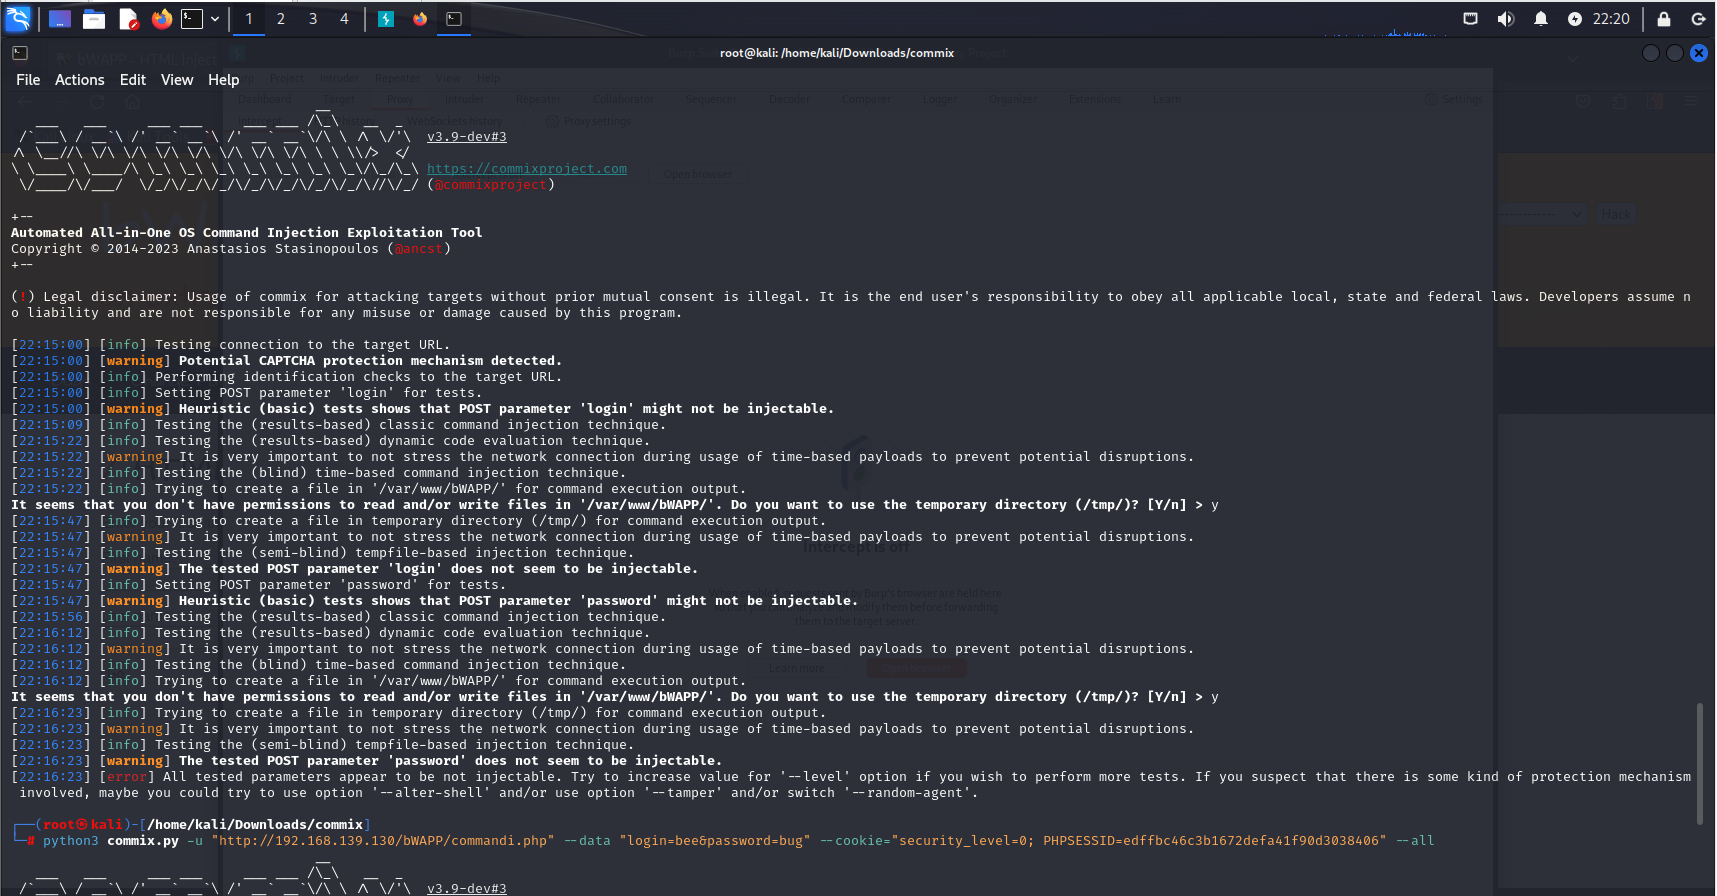 1 2 3 4 22:20
root@kali: /home/kali/Downloads/commix
File Actions Edit View Help
v3.9-dev#3
https://commixproject.com
(@commixproject)
+--
Automated All-in-One OS Command Injection Exploitation Tool
Copyright © 2014-2023 Anastasios Stasinopoulos (@ancst)
+--
(!) Legal disclaimer: Usage of commix for attacking targets without prior mutual consent is illegal. It is the end user's responsibility to obey all applicable local, state and federal laws. Developers assume n
o liability and are not responsible for any misuse or damage caused by this program.
[22:15:00] [info] Testing connection to the target URL.
[22:15:00] [warning] Potential CAPTCHA protection mechanism detected.
[22:15:00] [info] Performing identification checks to the target URL.
[22:15:00] [info] Setting POST parameter 'login' for tests.
[22:15:00] [warning] Heuristic (basic) tests shows that POST parameter 'login' might not be injectable.
[22:15:09] [info] Testing the (results-based) classic command injection technique.
[22:15:22] [info] Testing the (results-based) dynamic code evaluation technique.
[22:15:22] [warning] It is very important to not stress the network connection during usage of time-based payloads to prevent potential disruptions.
[22:15:22] [info] Testing the (blind) time-based command injection technique.
[22:15:22] [info] Trying to create a file in '/var/www/bWAPP/' for command execution output.
It seems that you don't have permissions to read and/or write files in '/var/www/bWAPP/'. Do you want to use the temporary directory (/tmp/)? [Y/n] > y
[22:15:47] [info] Trying to create a file in temporary directory (/tmp/) for command execution output.
[22:15:47] [warning] It is very important to not stress the network connection during usage of time-based payloads to prevent potential disruptions.
[22:15:47] [info] Testing the (semi-blind) tempfile-based injection technique.
[22:15:47] [warning] The tested POST parameter 'login' does not seem to be injectable.
[22:15:47] [info] Setting POST parameter 'password' for tests.
[22:15:47] [warning] Heuristic (basic) tests shows that POST parameter 'password' might not be injectable.
[22:15:56] [info] Testing the (results-based) classic command injection technique.
[22:16:12] [info] Testing the (results-based) dynamic code evaluation technique.
[22:16:12] [warning] It is very important to not stress the network connection during usage of time-based payloads to prevent potential disruptions.
[22:16:12] [info] Testing the (blind) time-based command injection technique.
[22:16:12] [info] Trying to create a file in '/var/www/bWAPP/' for command execution output.
It seems that you don't have permissions to read and/or write files in '/var/www/bWAPP/'. Do you want to use the temporary directory (/tmp/)? [Y/n] > y
[22:16:23] [info] Trying to create a file in temporary directory (/tmp/) for command execution output.
[22:16:23] [warning] It is very important to not stress the network connection during usage of time-based payloads to prevent potential disruptions.
[22:16:23] [info] Testing the (semi-blind) tempfile-based injection technique.
[22:16:23] [warning] The tested POST parameter 'password' does not seem to be injectable.
[22:16:23] [error] All tested parameters appear to be not injectable. Try to increase value for '--level' option if you wish to perform more tests. If you suspect that there is some kind of protection mechanism
involved, maybe you could try to use option '--alter-shell' and/or use option '--tamper' and/or switch '--random-agent'.
(root㉿kali)-[/home/kali/Downloads/commix]
# python3 commix.py -u "http://192.168.139.130/bWAPP/commandi.php" --data "login=bee&password=bug" --cookie="security_level=0; PHPSESSID=edffbc46c3b1672defa41f90d3038406" --all
v3.9-dev#3